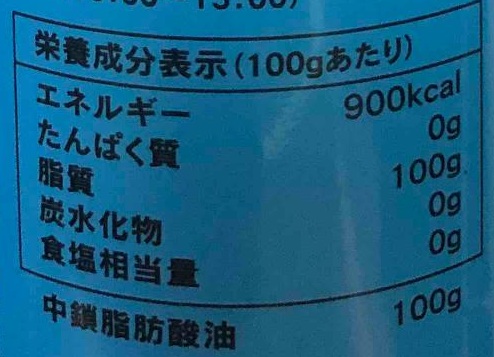 栄養成分表示(100gあたり)
エネルギー 900kcal
たんぱく質 0g
脂質 100g
炭水化物 0g
食塩相当量 0g
中鎖脂肪酸油 100g